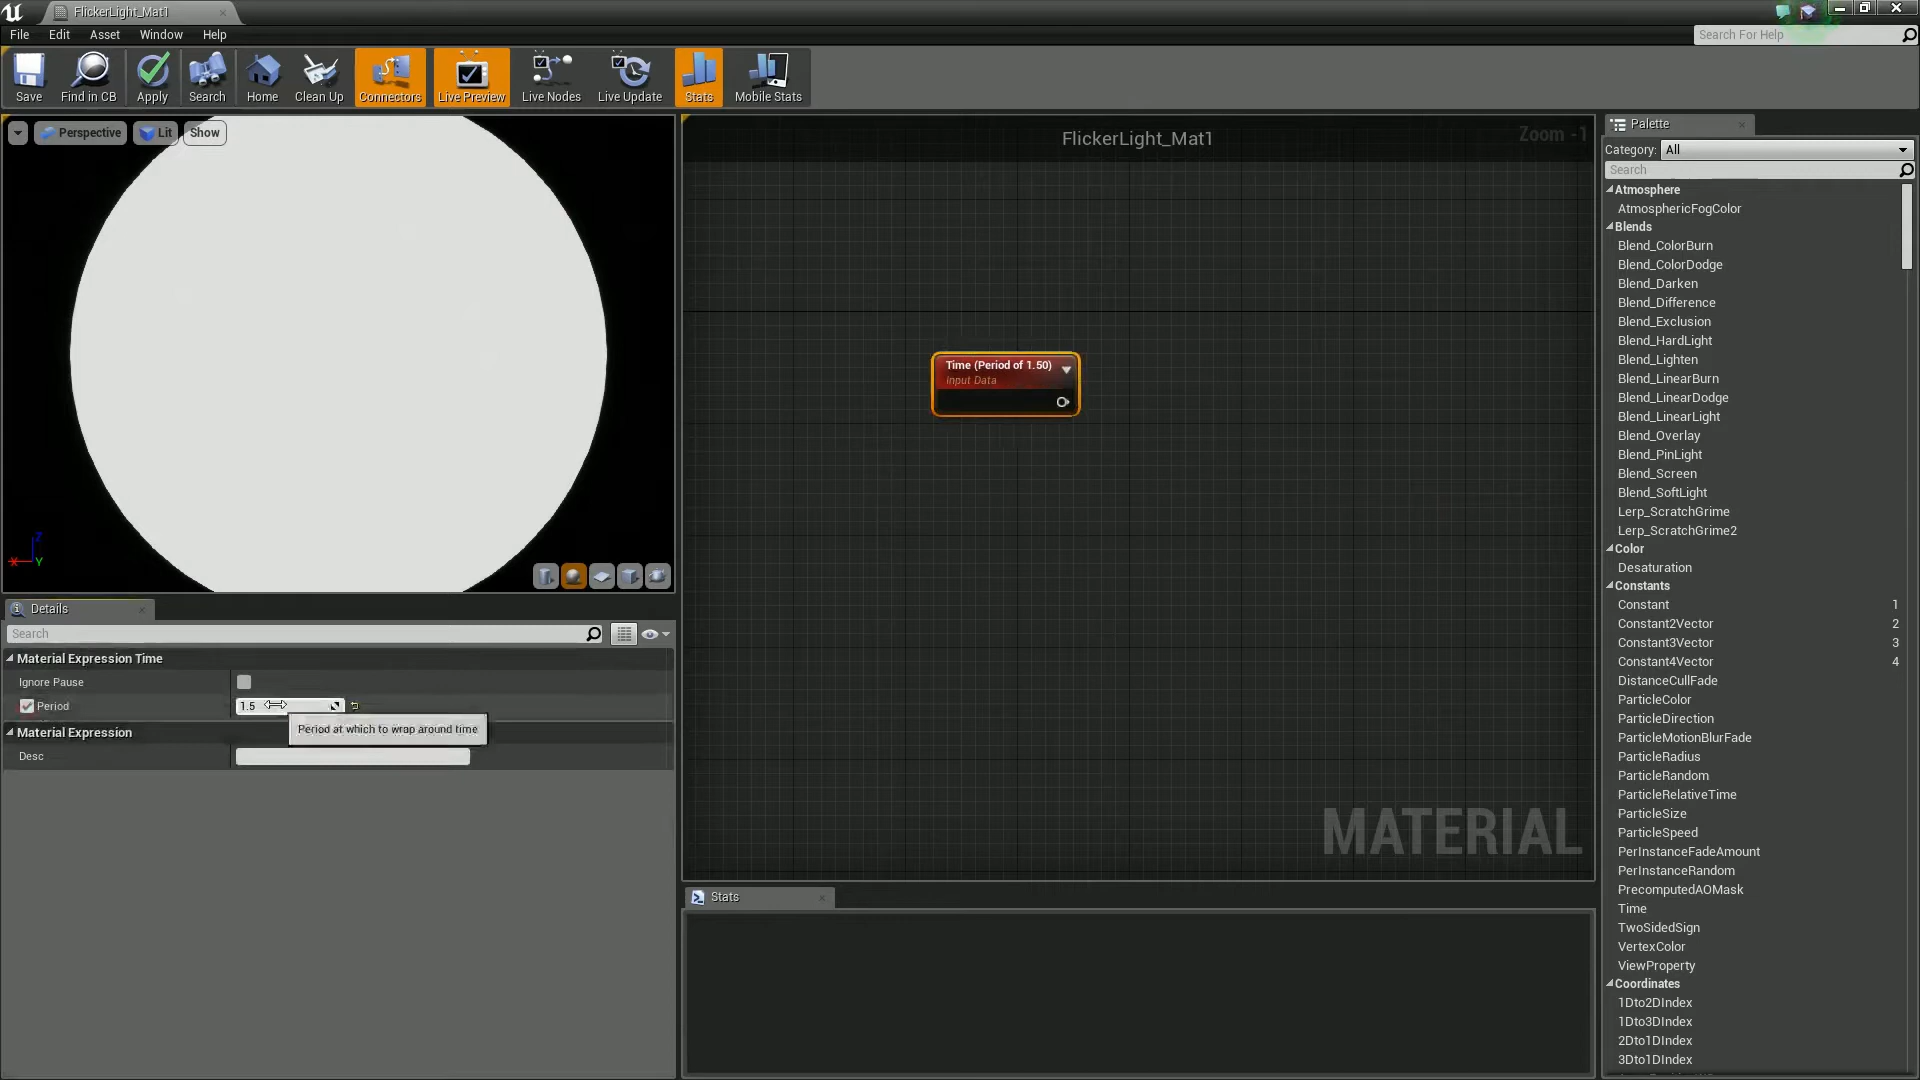 FlickerLight_Mat1
File Edit Asset Window Help
Search For Help
Save Find in CB Apply Search Home Clean Up Connectors Live Preview Live Nodes Live Update Stats Mobile Stats
Perspective Lit Show
Z
X Y
FlickerLight_Mat1
Zoom -1
Time (Period of 1.50)
Input Data
MATERIAL
Details
Search
Material Expression Time
Ignore Pause
Period 1.5
Period at which to wrap around time
Material Expression
Desc
Stats
Palette
Category: All
Search
Atmosphere
AtmosphericFogColor
Blends
Blend_ColorBurn
Blend_ColorDodge
Blend_Darken
Blend_Difference
Blend_Exclusion
Blend_HardLight
Blend_Lighten
Blend_LinearBurn
Blend_LinearDodge
Blend_LinearLight
Blend_Overlay
Blend_PinLight
Blend_Screen
Blend_SoftLight
Lerp_ScratchGrime
Lerp_ScratchGrime2
Color
Desaturation
Constants
Constant 1
Constant2Vector 2
Constant3Vector 3
Constant4Vector 4
DistanceCullFade
ParticleColor
ParticleDirection
ParticleMotionBlurFade
ParticleRadius
ParticleRandom
ParticleRelativeTime
ParticleSize
ParticleSpeed
PerInstanceFadeAmount
PerInstanceRandom
PrecomputedAOMask
Time
TwoSidedSign
VertexColor
ViewProperty
Coordinates
1Dto2DIndex
1Dto3DIndex
2Dto1DIndex
3Dto1DIndex